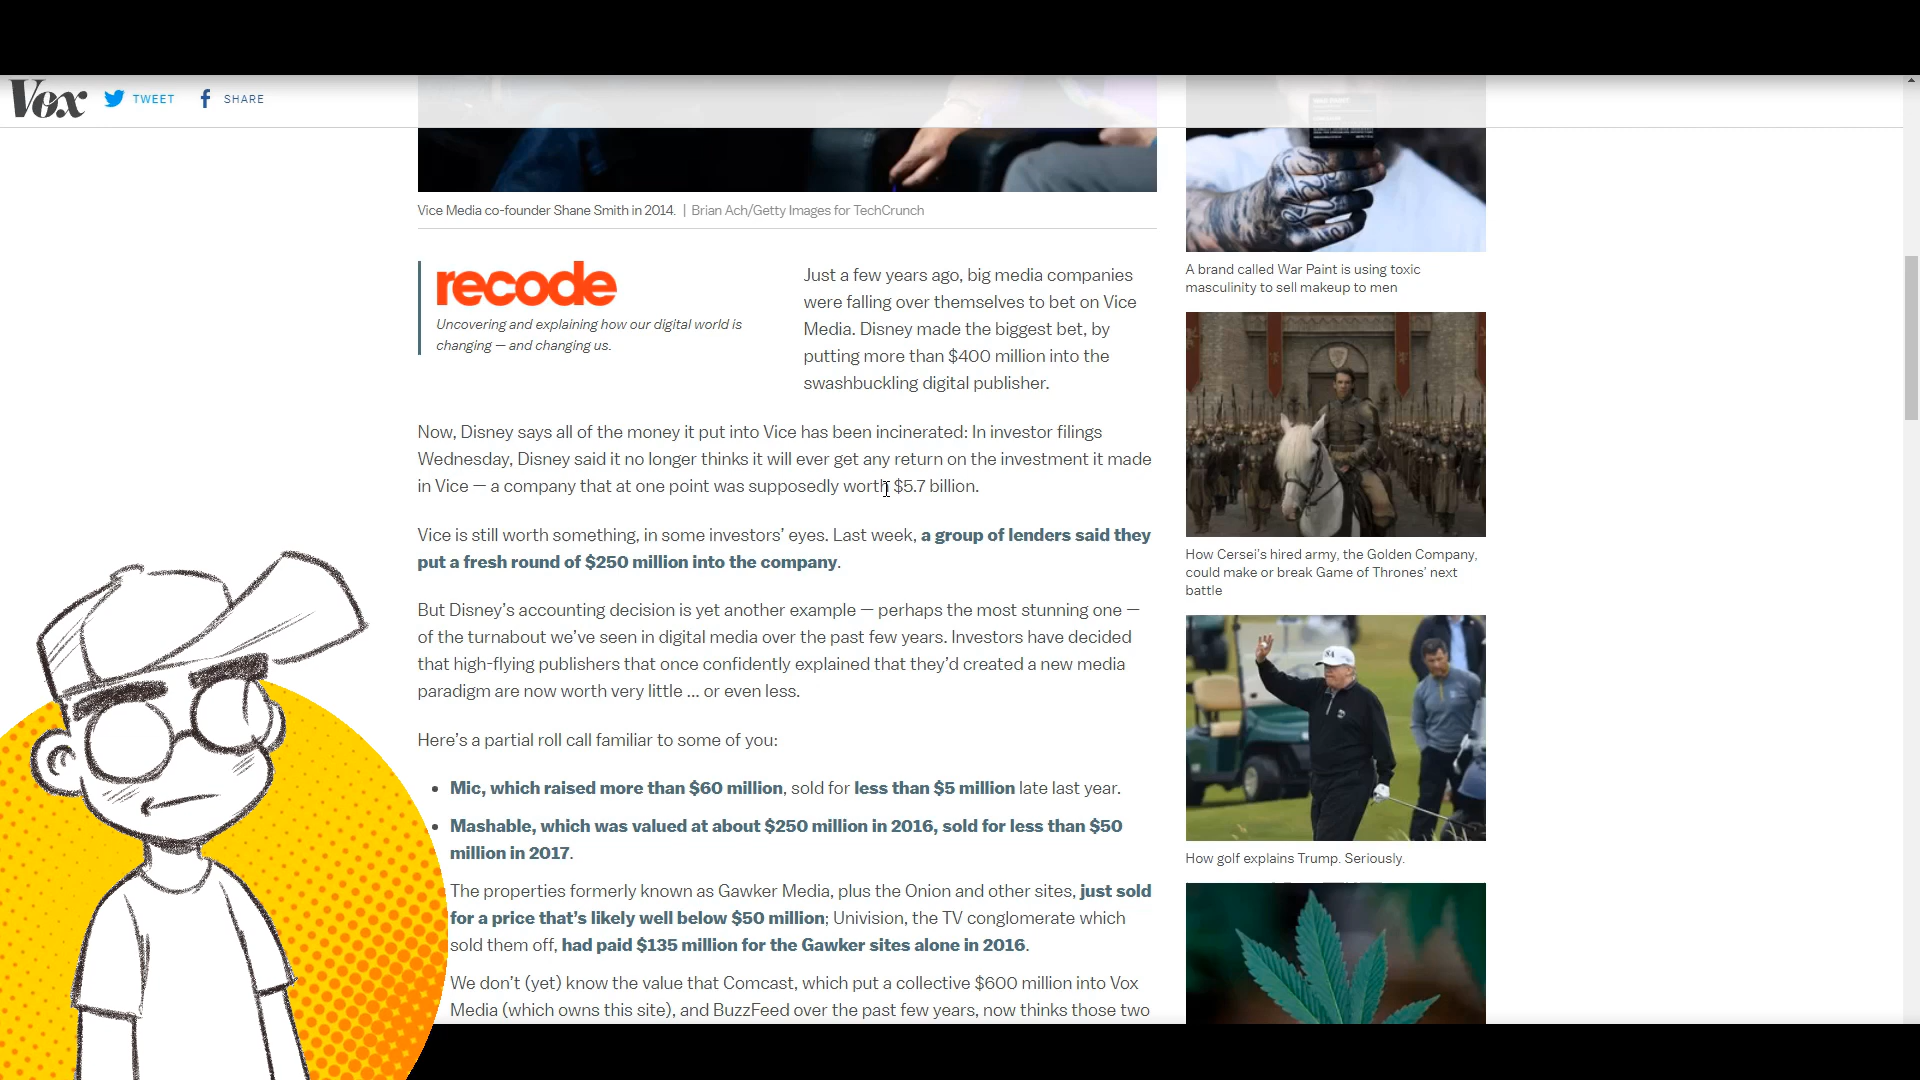 Vox TWEET SHARE
Vice Media co-founder Shane Smith in 2014. | Brian Ach/Getty Images for TechCrunch
recode
Uncovering and explaining how our digital world is
changing — and changing us.
Just a few years ago, big media companies
were falling over themselves to bet on Vice
Media. Disney made the biggest bet, by
putting more than $400 million into the
swashbuckling digital publisher.
Now, Disney says all of the money it put into Vice has been incinerated: In investor filings
Wednesday, Disney said it no longer thinks it will ever get any return on the investment it made
in Vice — a company that at one point was supposedly worth $5.7 billion.
Vice is still worth something, in some investors’ eyes. Last week, a group of lenders said they
put a fresh round of $250 million into the company.
But Disney’s accounting decision is yet another example — perhaps the most stunning one —
of the turnabout we’ve seen in digital media over the past few years. Investors have decided
that high-flying publishers that once confidently explained that they’d created a new media
paradigm are now worth very little ... or even less.
Here’s a partial roll call familiar to some of you:
• Mic, which raised more than $60 million, sold for less than $5 million late last year.
• Mashable, which was valued at about $250 million in 2016, sold for less than $50
million in 2017.
The properties formerly known as Gawker Media, plus the Onion and other sites, just sold
for a price that’s likely well below $50 million; Univision, the TV conglomerate which
sold them off, had paid $135 million for the Gawker sites alone in 2016.
We don’t (yet) know the value that Comcast, which put a collective $600 million into Vox
Media (which owns this site), and BuzzFeed over the past few years, now thinks those two
A brand called War Paint is using toxic
masculinity to sell makeup to men
How Cersei’s hired army, the Golden Company,
could make or break Game of Thrones’ next
battle
How golf explains Trump. Seriously.